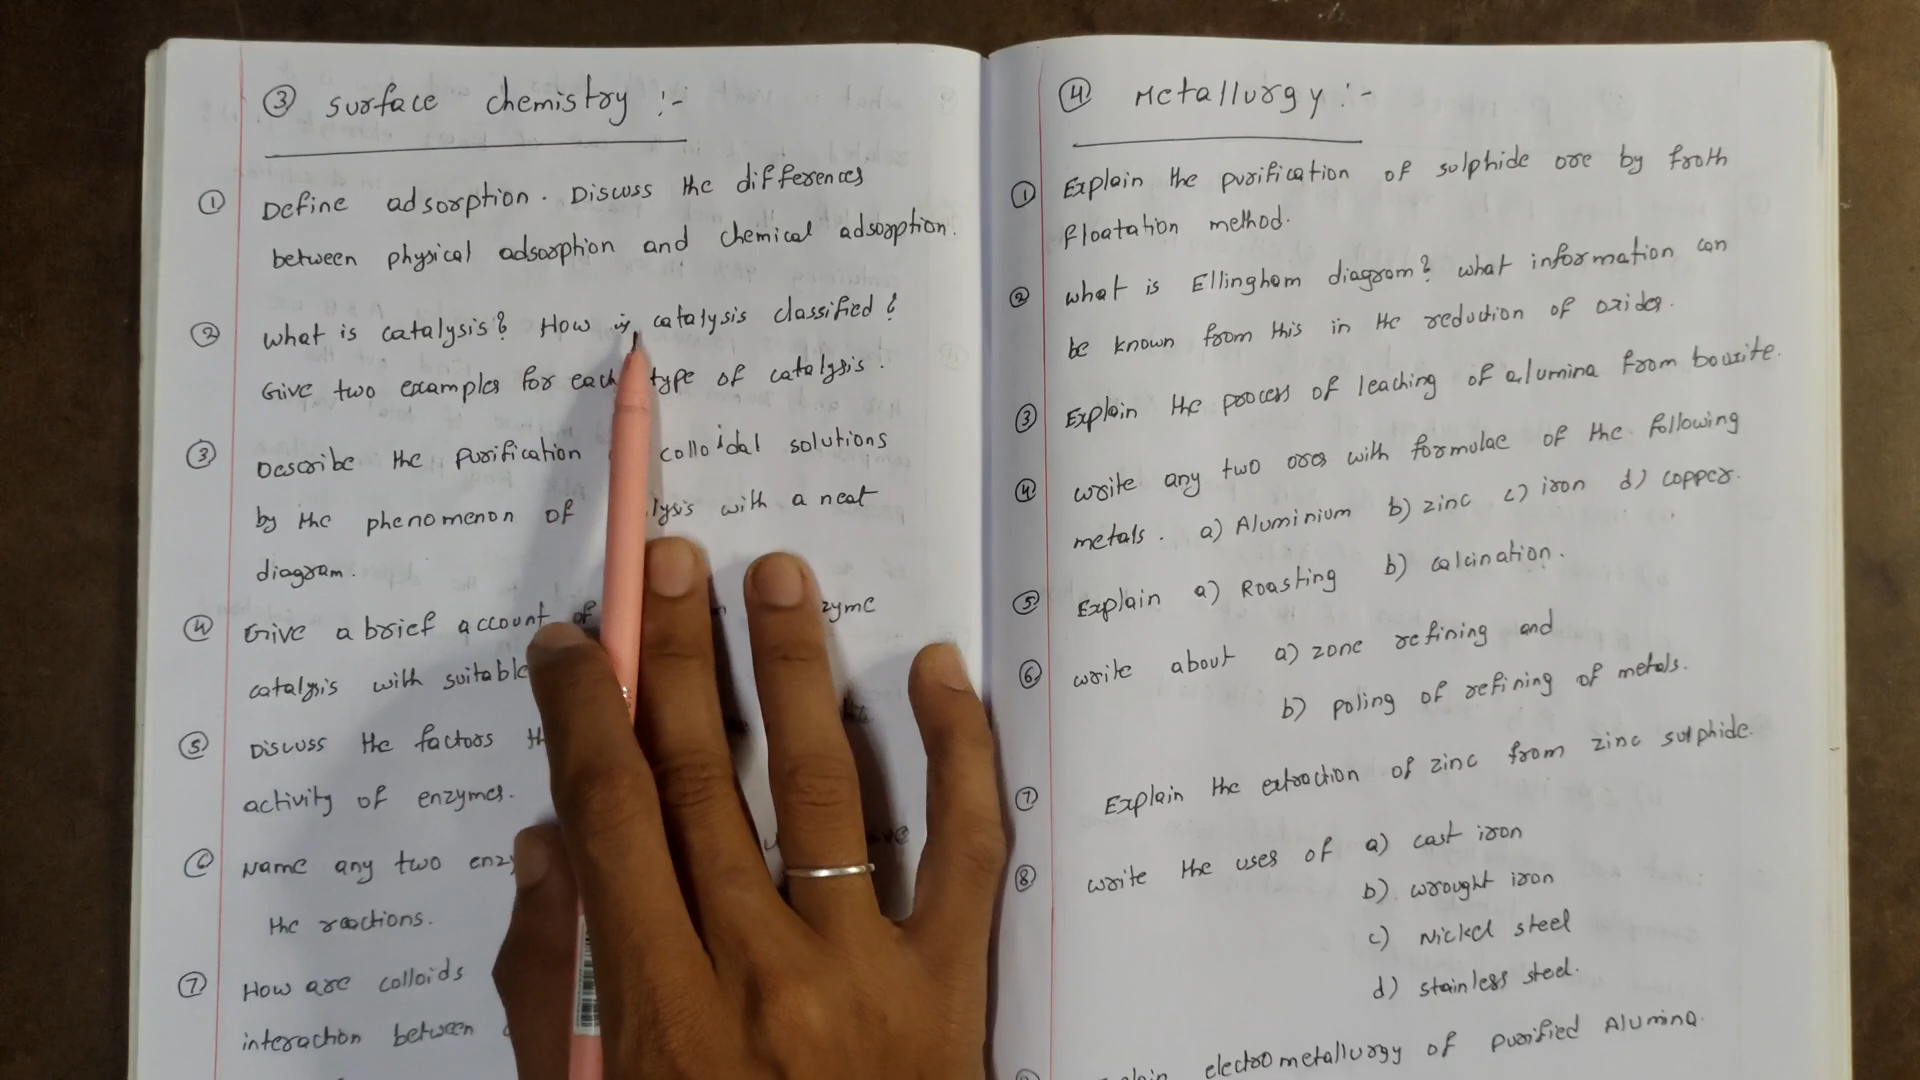 ③ Surface chemistry :-
① Define adsorption. Discuss the differences
between physical adsorption and chemical adsorption.
② What is catalysis? How is catalysis classified?
Give two examples for each type of catalysis.
③ Describe the purification colloidal solutions
by the phenomenon of lysis with a neat
diagram.
④ Give a brief account of zyme
catalysis with suitable
⑤ Discuss the factors th
activity of enzymes.
⑥ Name any two enzy
the reactions.
⑦ How are colloids
interaction between
④ Metallurgy :-
① Explain the purification of sulphide ore by froth
floatation method.
② What is Ellingham diagram? What information can
be known from this in the reduction of oxides.
③ Explain the process of leaching of alumina from bauxite.
④ Write any two ores with formulae of the following
metals. a) Aluminium b) zinc c) iron d) copper.
⑤ Explain a) Roasting b) calcination.
⑥ Write about a) zone refining and
b) poling of refining of metals.
⑦ Explain the extraction of zinc from zinc sulphide.
⑧ Write the uses of a) cast iron
b) wrought iron
c) Nickel steel
d) stainless steel.
electrometallurgy of purified Alumina.